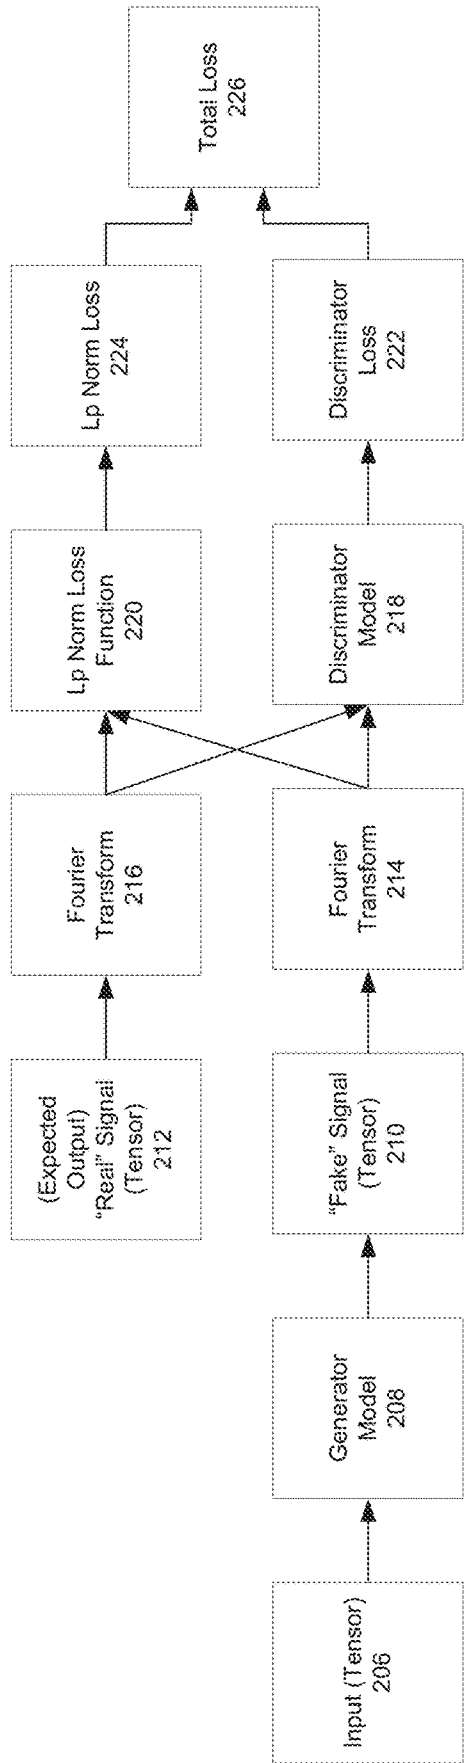 (Expected
Output)
"Real" Signal
(Tensor)
212
Fourier
Transform
216
Lp Norm Loss
Function
220
Lp Norm Loss
224
Total Loss
226
Input (Tensor)
206
Generator
Model
208
"Fake" Signal
(Tensor)
210
Fourier
Transform
214
Discriminator
Model
218
Discriminator
Loss
222